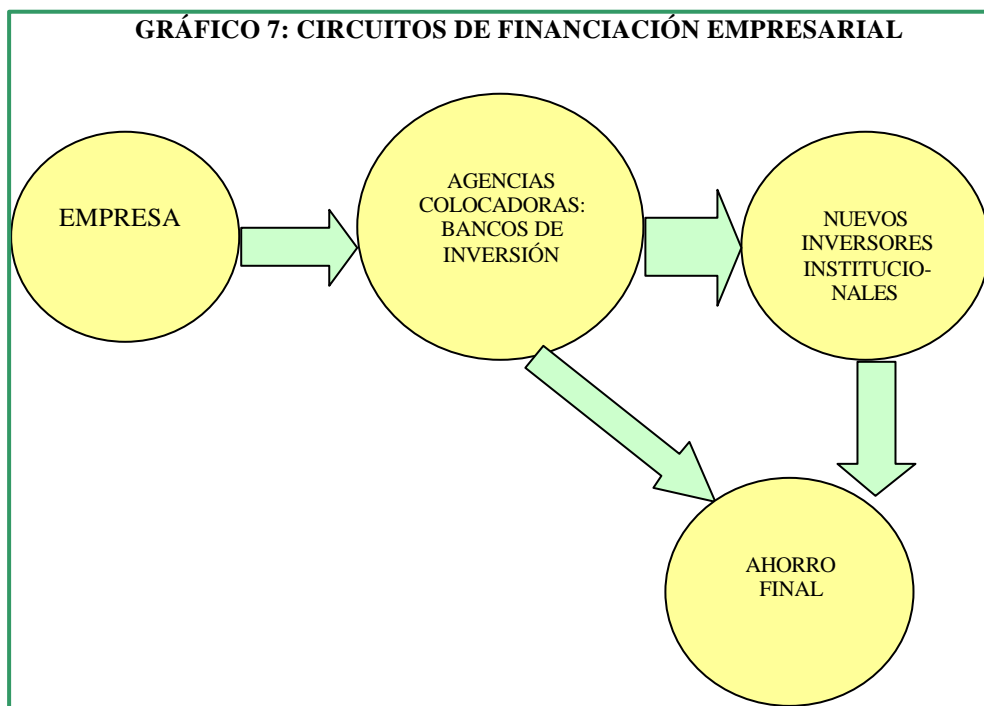 GRÁFICO 7: CIRCUITOS DE FINANCIACIÓN EMPRESARIAL
EMPRESA
AGENCIAS
COLOCADORAS:
BANCOS DE
INVERSIÓN
NUEVOS
INVERSORES
INSTITUCIO-
NALES
AHORRO
FINAL